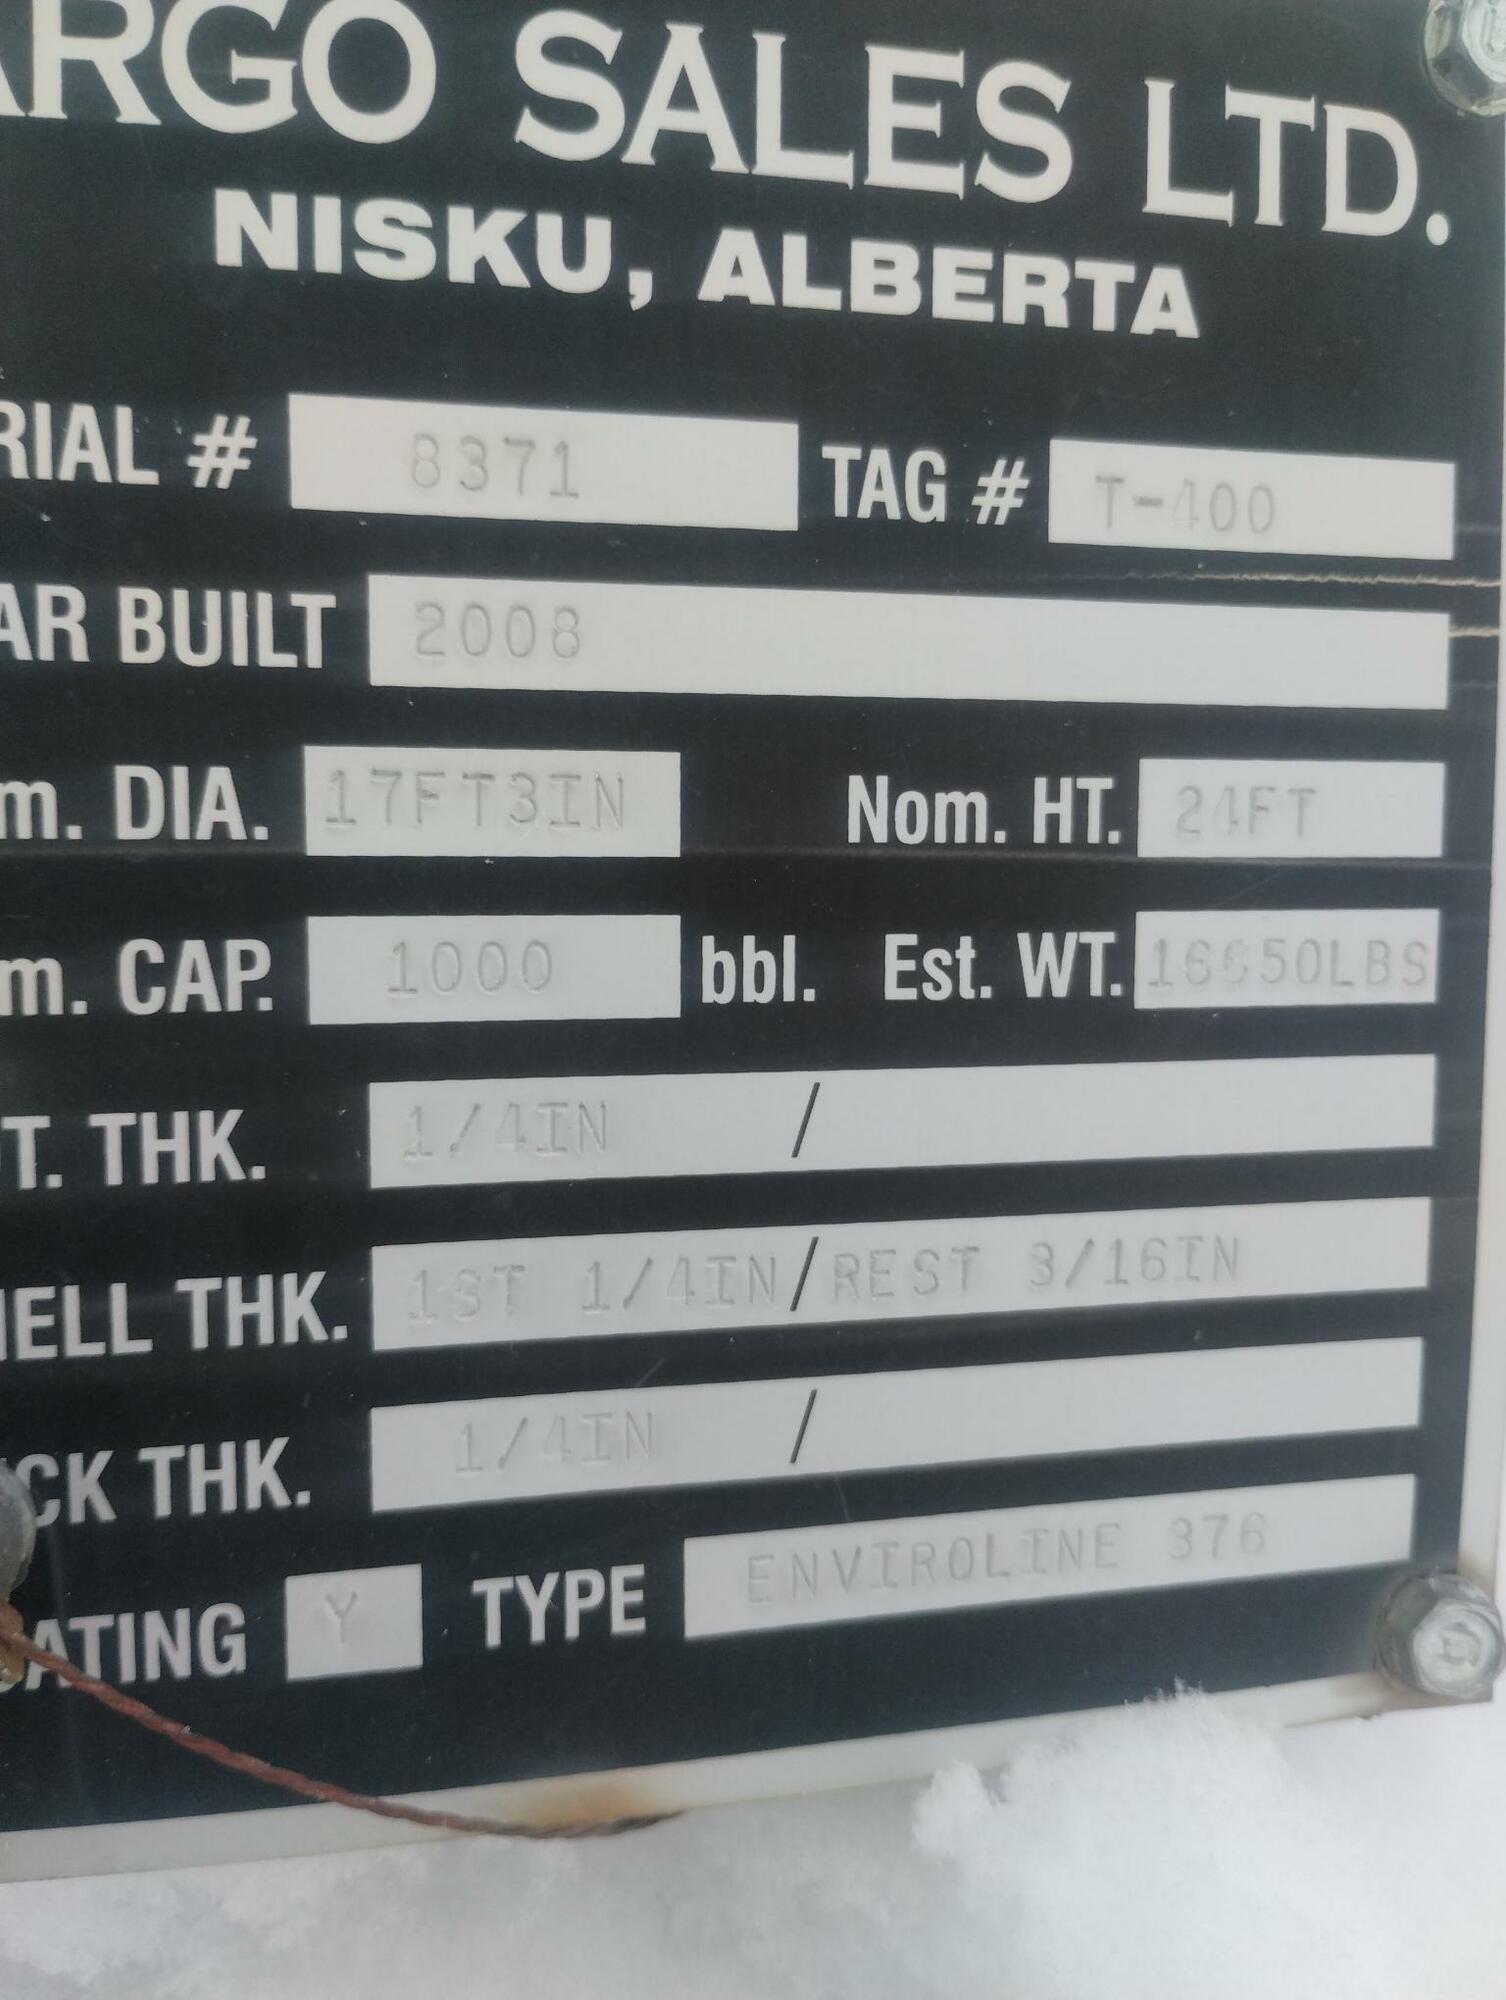 ARGO SALES LTD.
NISKU, ALBERTA
RIAL # 8371 TAG # T-400
AR BUILT 2008
m. DIA. 17FT3IN Nom. HT. 24FT
m. CAP. 1000 bbl. Est. WT.
T. THK. 1/4IN /
HELL THK. 1ST 1/4IN/REST 3/16IN
CK THK. 1/4IN /
ATING Y TYPE ENVIROLINE 376